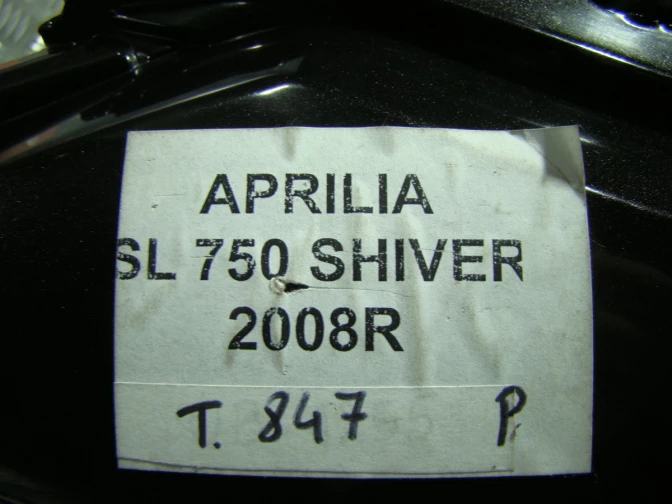 APRILIA
SL 750 SHIVER
2008R
T. 847 P